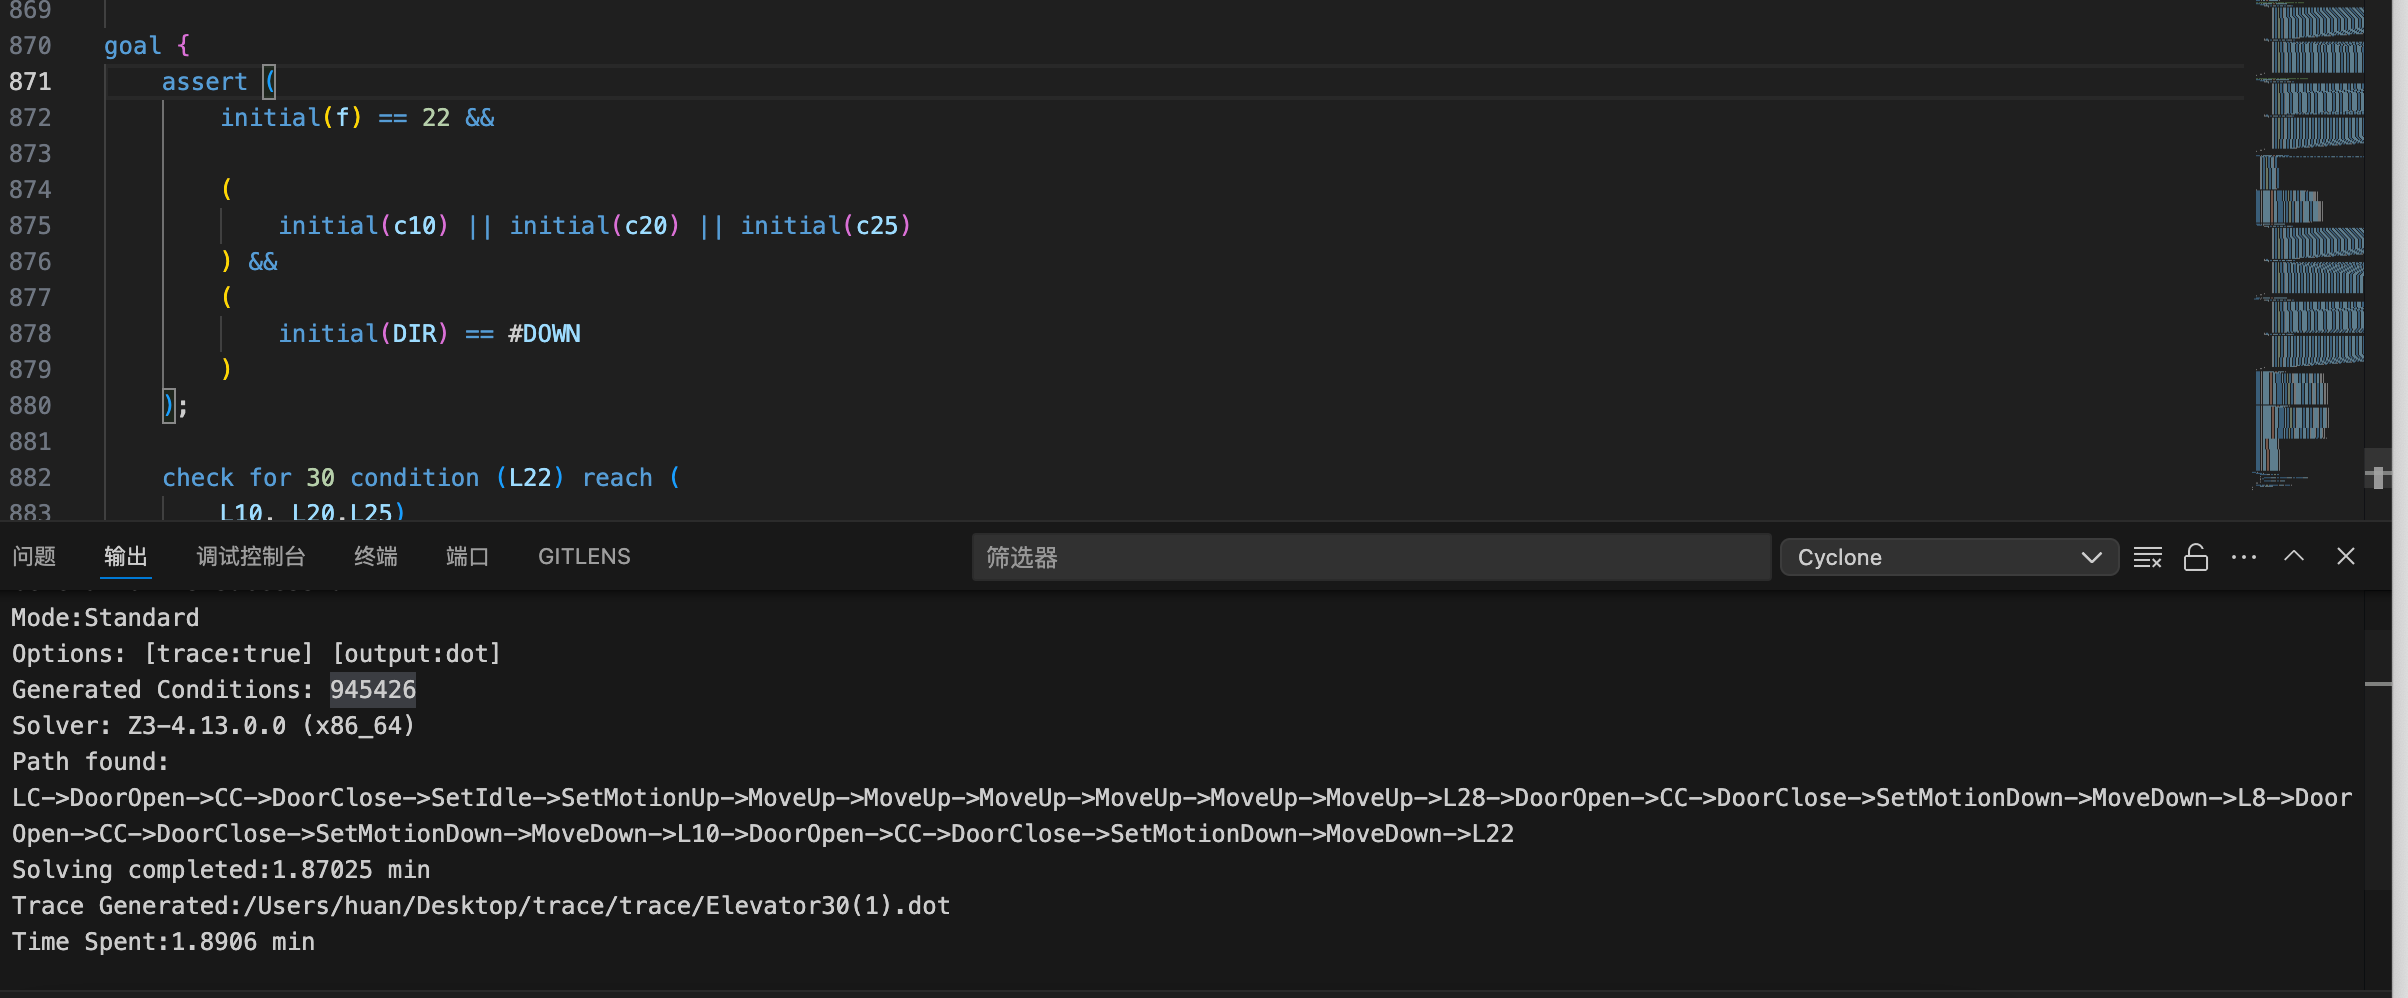 869
870 goal {
871 assert (
872 initial(f) == 22 &&
873
874 (
875 initial(c10) || initial(c20) || initial(c25)
876 ) &&
877 (
878 initial(DIR) == #DOWN
879 )
880 );
881
882 check for 30 condition (L22) reach (
883 L10, L20,L25)
问题 输出 调试控制台 终端 端口 GITLENS 筛选器 Cyclone
Mode:Standard
Options: [trace:true] [output:dot]
Generated Conditions: 945426
Solver: Z3-4.13.0.0 (x86_64)
Path found:
LC->DoorOpen->CC->DoorClose->SetIdle->SetMotionUp->MoveUp->MoveUp->MoveUp->MoveUp->MoveUp->MoveUp->L28->DoorOpen->CC->DoorClose->SetMotionDown->MoveDown->L8->Door
Open->CC->DoorClose->SetMotionDown->MoveDown->L10->DoorOpen->CC->DoorClose->SetMotionDown->MoveDown->L22
Solving completed:1.87025 min
Trace Generated:/Users/huan/Desktop/trace/trace/Elevator30(1).dot
Time Spent:1.8906 min